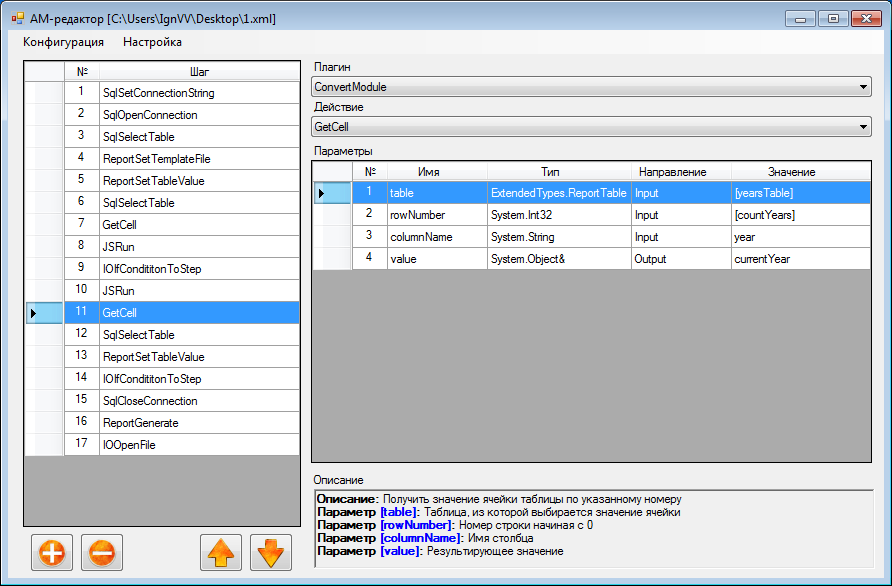 АМ-редактор [C:\Users\IgnVV\Desktop\1.xml]
Конфигурация Настройка
№ Шаг
1 SqlSetConnectionString
2 SqlOpenConnection
3 SqlSelectTable
4 ReportSetTemplateFile
5 ReportSetTableValue
6 SqlSelectTable
7 GetCell
8 JSRun
9 IOIfCondititonToStep
10 JSRun
11 GetCell
12 SqlSelectTable
13 ReportSetTableValue
14 IOIfCondititonToStep
15 SqlCloseConnection
16 ReportGenerate
17 IOOpenFile
Плагин
ConvertModule
Действие
GetCell
Параметры
№ Имя Тип Направление Значение
1 table ExtendedTypes.ReportTable Input [yearsTable]
2 rowNumber System.Int32 Input [countYears]
3 columnName System.String Input year
4 value System.Object& Output currentYear
Описание
Описание: Получить значение ячейки таблицы по указанному номеру
Параметр [table]: Таблица, из которой выбирается значение ячейки
Параметр [rowNumber]: Номер строки начиная с 0
Параметр [columnName]: Имя столбца
Параметр [value]: Результирующее значение